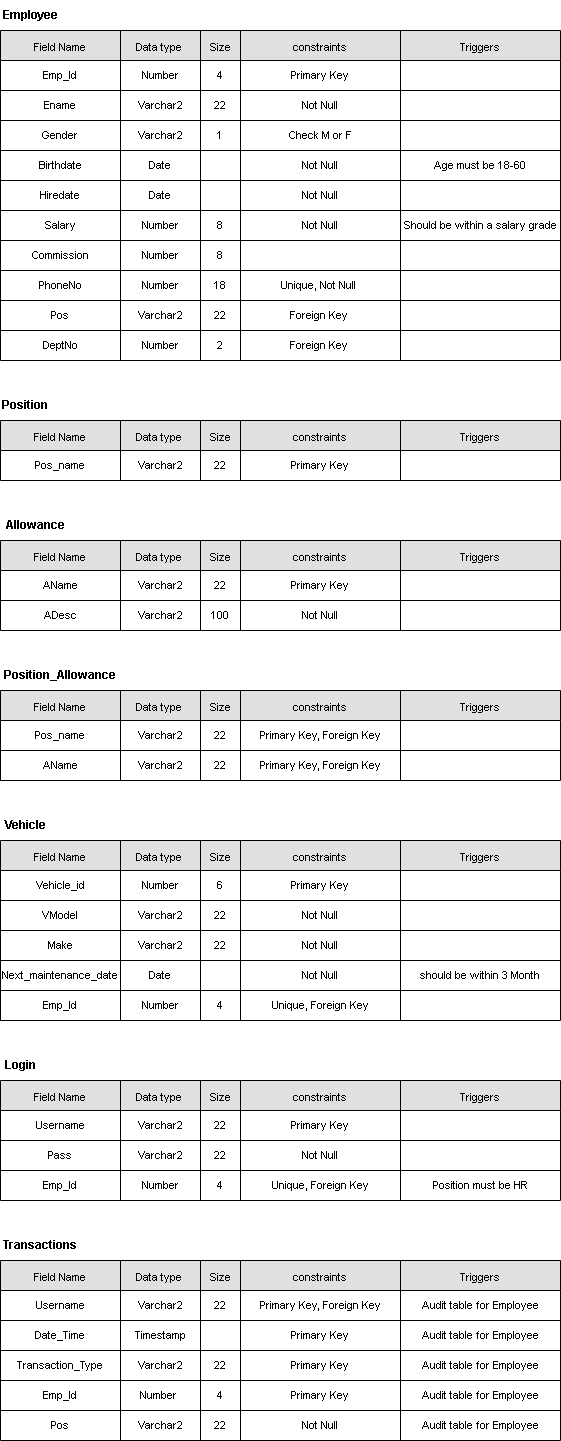 Employee
Field Name Data type Size constraints Triggers
Emp_Id Number 4 Primary Key
Ename Varchar2 22 Not Null
Gender Varchar2 1 Check M or F
Birthdate Date Not Null Age must be 18-60
Hiredate Date Not Null
Salary Number 8 Not Null Should be within a salary grade
Commission Number 8
PhoneNo Number 18 Unique, Not Null
Pos Varchar2 22 Foreign Key
DeptNo Number 2 Foreign Key
Position
Field Name Data type Size constraints Triggers
Pos_name Varchar2 22 Primary Key
Allowance
Field Name Data type Size constraints Triggers
AName Varchar2 22 Primary Key
ADesc Varchar2 100 Not Null
Position_Allowance
Field Name Data type Size constraints Triggers
Pos_name Varchar2 22 Primary Key, Foreign Key
AName Varchar2 22 Primary Key, Foreign Key
Vehicle
Field Name Data type Size constraints Triggers
Vehicle_id Number 6 Primary Key
VModel Varchar2 22 Not Null
Make Varchar2 22 Not Null
Next_maintenance_date Date Not Null should be within 3 Month
Emp_Id Number 4 Unique, Foreign Key
Login
Field Name Data type Size constraints Triggers
Username Varchar2 22 Primary Key
Pass Varchar2 22 Not Null
Emp_Id Number 4 Unique, Foreign Key Position must be HR
Transactions
Field Name Data type Size constraints Triggers
Username Varchar2 22 Primary Key, Foreign Key Audit table for Employee
Date_Time Timestamp Primary Key Audit table for Employee
Transaction_Type Varchar2 22 Primary Key Audit table for Employee
Emp_Id Number 4 Primary Key Audit table for Employee
Pos Varchar2 22 Not Null Audit table for Employee